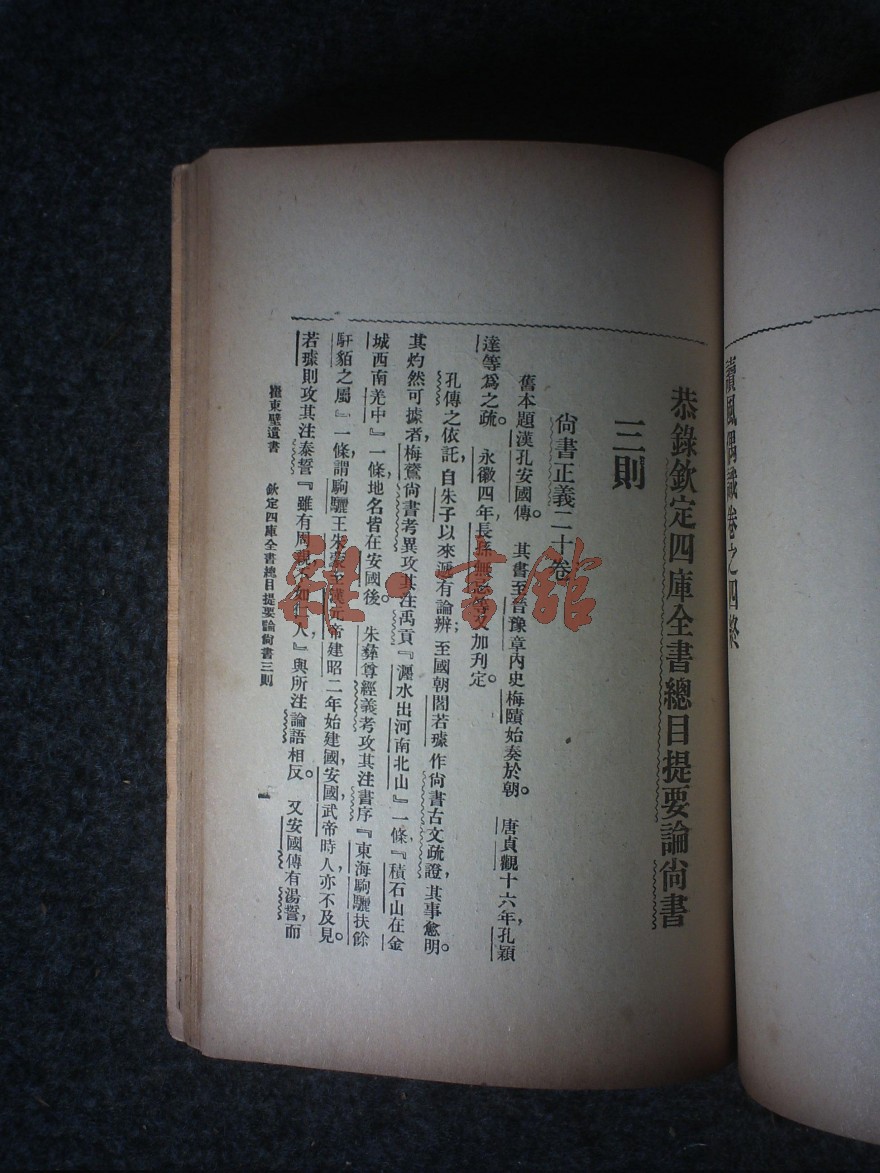 讀風偶識卷之四終
恭錄欽定四庫全書總目提要論尙書
三則
尙書正義二十卷
舊本題漢孔安國傳。其書至晉豫章內史梅賾始奏於朝。唐貞觀十六年，孔穎
達等爲之疏。永徽四年，長孫無忌等又加刋定。
孔傳之依託，自朱子以來遞有論辨；至國朝閻若璩作尙書古文疏證，其事愈明。
其灼然可據者，梅鷟尙書考異攻其注禹貢『瀍水出河南北山』一條『積石山在金
城西南羌中』一條，地名皆在安國後。朱彝尊經義考攻其注書序『東海駒驪扶餘
馯貊之屬』一條，謂駒驪王朱蒙至漢元帝建昭二年始建國，安國武帝時人亦不及見。
若璩則攻其注泰誓『雖有周親不如仁人』與所注論語相反。又安國傳有湯誓，而
崔東壁遺書 欽定四庫全書總目提要論尙書三則
一
雜·書館